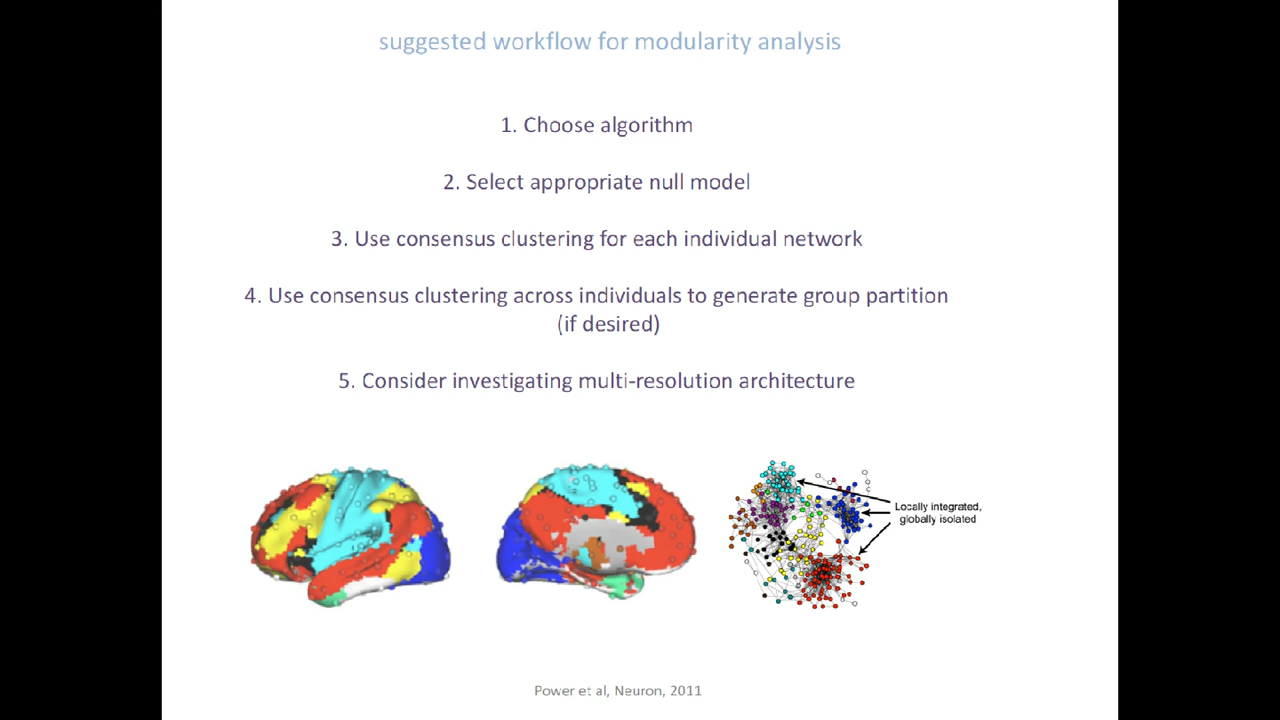 suggested workflow for modularity analysis
1. Choose algorithm
2. Select appropriate null model
3. Use consensus clustering for each individual network
4. Use consensus clustering across individuals to generate group partition
(if desired)
5. Consider investigating multi-resolution architecture
Locally integrated,
globally isolated
Power et al, Neuron, 2011